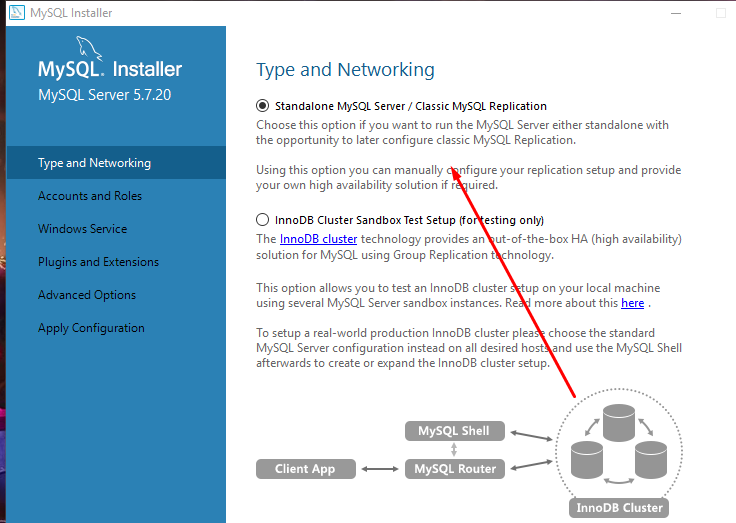 MySQL Installer
MySQL. Installer
MySQL Server 5.7.20
Type and Networking
Accounts and Roles
Windows Service
Plugins and Extensions
Advanced Options
Apply Configuration
Type and Networking
Standalone MySQL Server / Classic MySQL Replication
Choose this option if you want to run the MySQL Server either standalone with
the opportunity to later configure classic MySQL Replication.
Using this option you can manually configure your replication setup and provide
your own high availability solution if required.
InnoDB Cluster Sandbox Test Setup (for testing only)
The InnoDB cluster technology provides an out-of-the-box HA (high availability)
solution for MySQL using Group Replication technology.
This option allows you to test an InnoDB cluster setup on your local machine
using several MySQL Server sandbox instances. Read more about this here .
To setup a real-world production InnoDB cluster please choose the standard
MySQL Server configuration instead on all desired hosts and use the MySQL Shell
afterwards to create or expand the InnoDB cluster setup.
MySQL Shell
Client App
MySQL Router
InnoDB Cluster